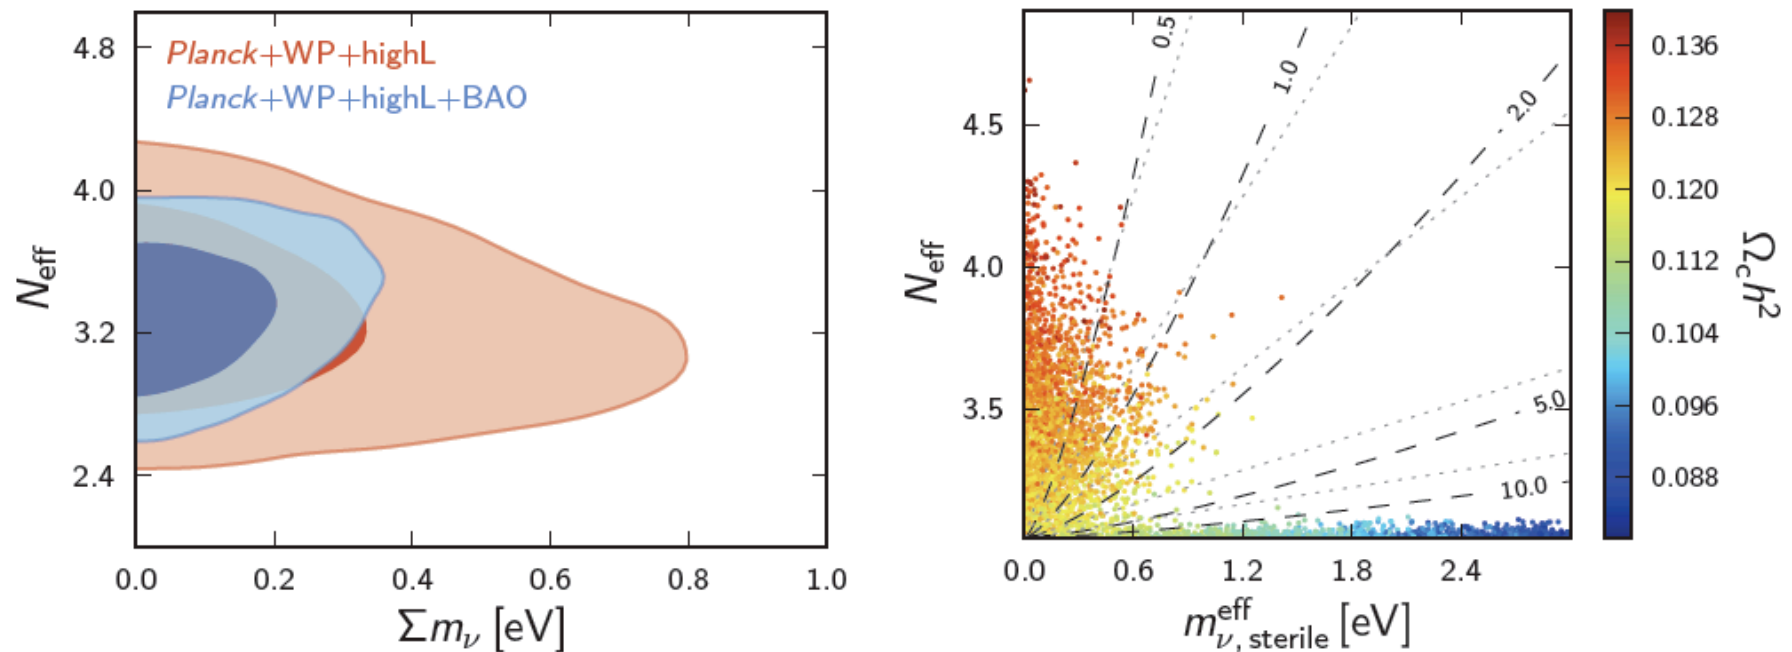 4.8
4.0
3.2
2.4
N_eff
Planck+WP+highL
Planck+WP+highL+BAO
0.0 0.2 0.4 0.6 0.8 1.0
Σm_ν [eV]
4.5
4.0
3.5
N_eff
0.5
1.0
2.0
5.0
10.0
0.0 0.6 1.2 1.8 2.4
m^eff_ν, sterile [eV]
0.136
0.128
0.120
0.112
0.104
0.096
0.088
Ω_c h²